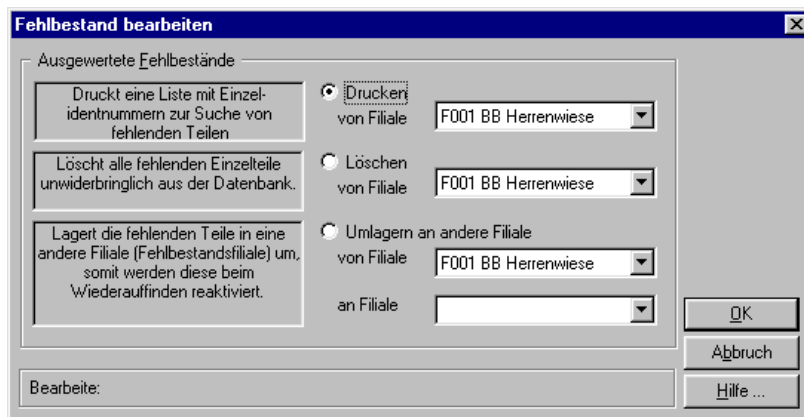 Fehlbestand bearbeiten
Ausgewertete Fehlbestände
Druckt eine Liste mit Einzel-
identnummern zur Suche von
fehlenden Teilen
Drucken
von Filiale
F001 BB Herrenwiese
Löscht alle fehlenden Einzelteile
unwiderbringlich aus der Datenbank.
Löschen
von Filiale
F001 BB Herrenwiese
Lagert die fehlenden Teile in eine
andere Filiale (Fehlbestandsfiliale) um,
somit werden diese beim
Wiederauffinden reaktiviert.
Umlagern an andere Filiale
von Filiale
F001 BB Herrenwiese
an Filiale
OK
Abbruch
Bearbeite:
Hilfe ...